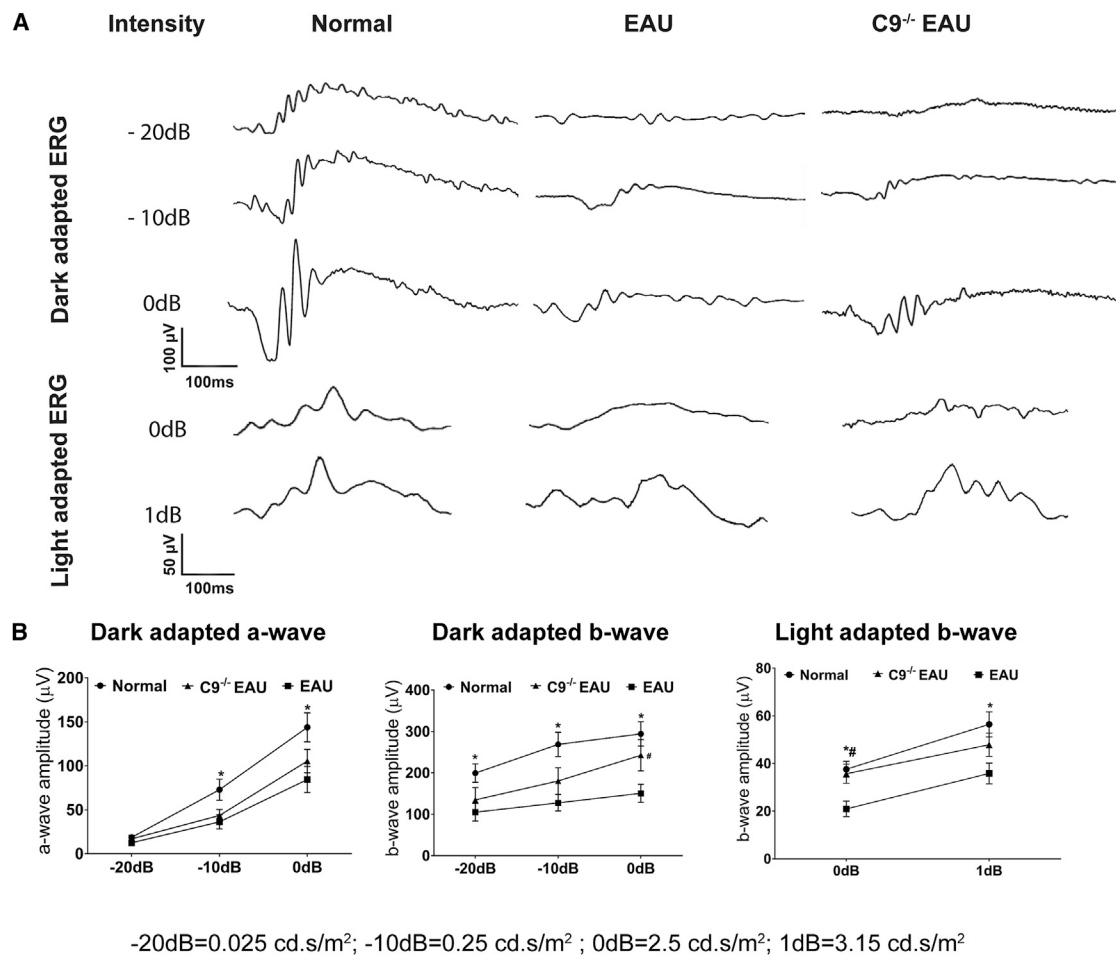 A Intensity Normal EAU C9-/- EAU
Dark adapted ERG
- 20dB
- 10dB
0dB
100 μV
100ms
Light adapted ERG
0dB
1dB
50 μV
100ms
B Dark adapted a-wave Dark adapted b-wave Light adapted b-wave
a-wave amplitude (μV)
200
150
100
50
0
Normal C9-/- EAU EAU
*
*
-20dB -10dB 0dB
b-wave amplitude (μV)
400
300
200
100
0
Normal C9-/- EAU EAU
*
*
*
#
-20dB -10dB 0dB
b-wave amplitude (μV)
80
60
40
20
0
Normal C9-/- EAU EAU
*#
*
0dB 1dB
-20dB=0.025 cd.s/m²; -10dB=0.25 cd.s/m² ; 0dB=2.5 cd.s/m²; 1dB=3.15 cd.s/m²